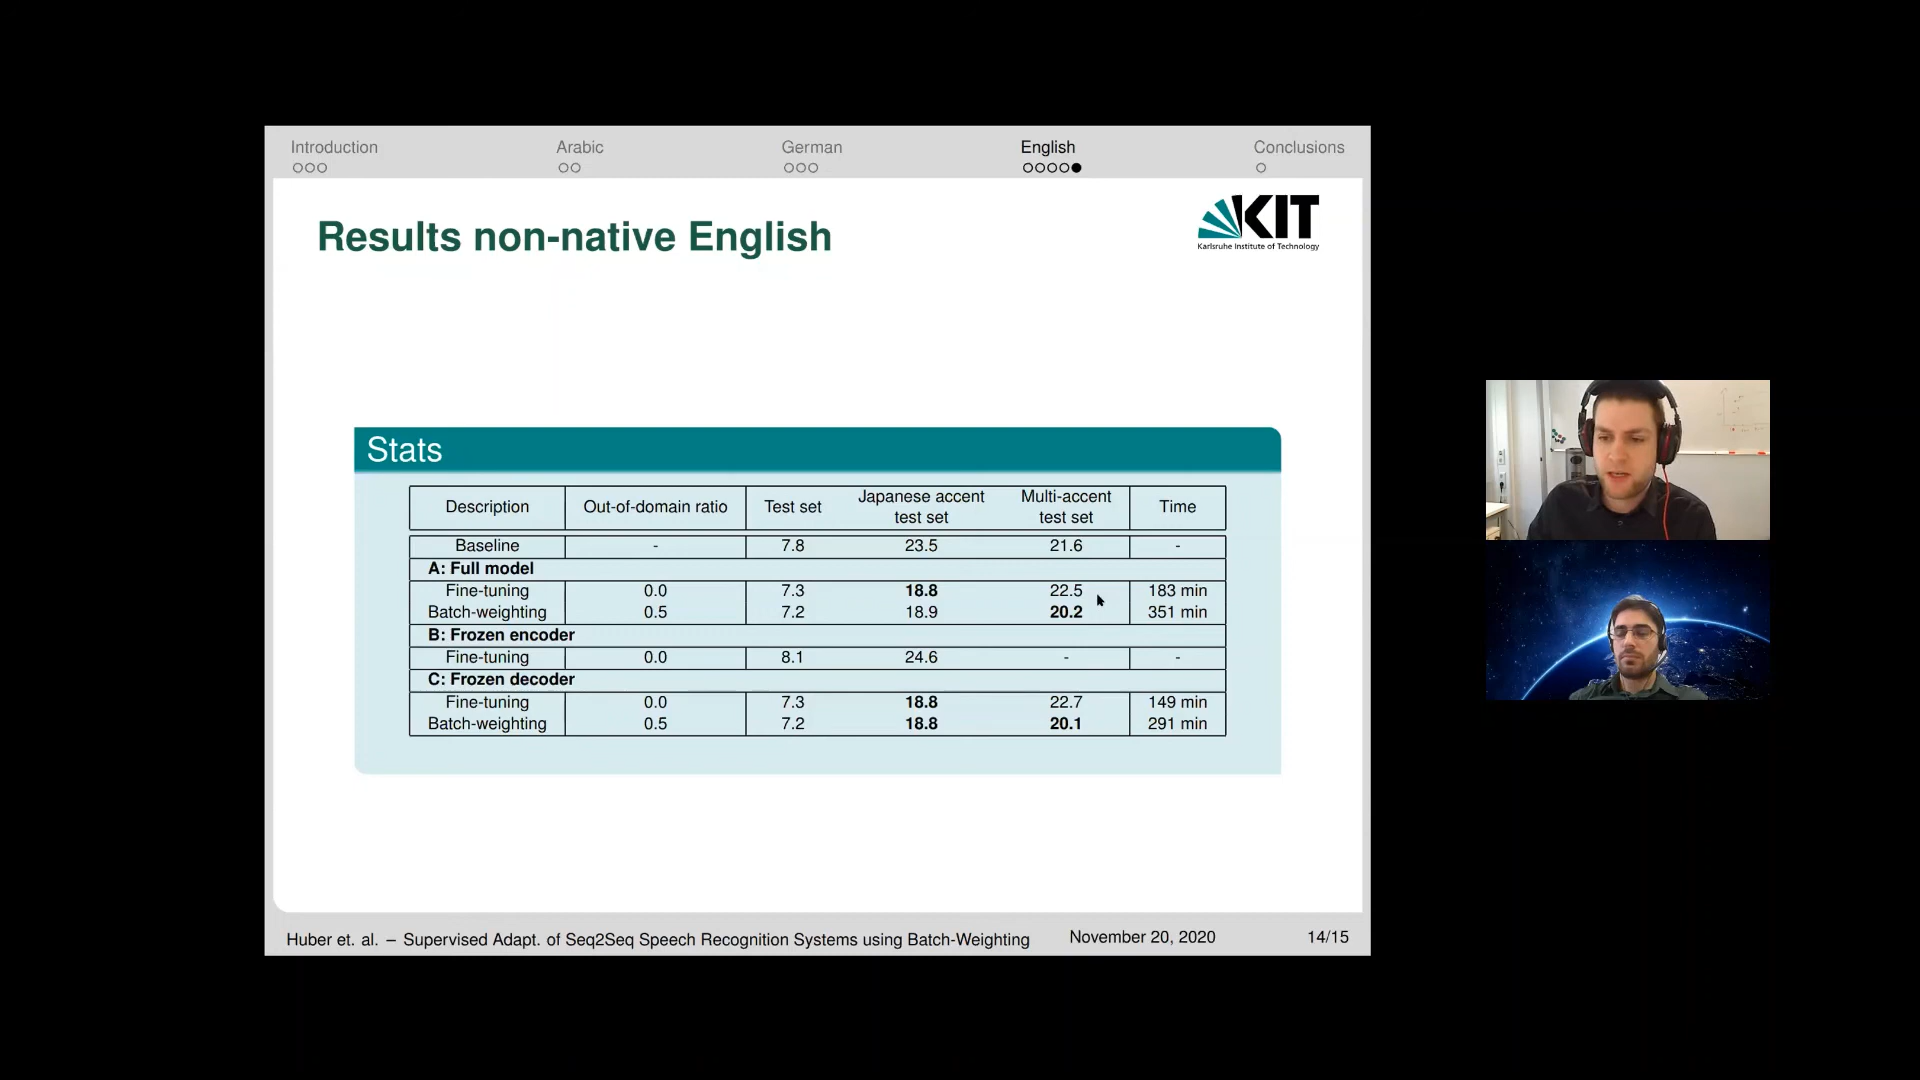 Introduction Arabic German English Conclusions
Results non-native English
KIT
Karlsruhe Institute of Technology
Stats
Description Out-of-domain ratio Test set Japanese accent test set Multi-accent test set Time
Baseline - 7.8 23.5 21.6 -
A: Full model
Fine-tuning 0.0 7.3 18.8 22.5 183 min
Batch-weighting 0.5 7.2 18.9 20.2 351 min
B: Frozen encoder
Fine-tuning 0.0 8.1 24.6 - -
C: Frozen decoder
Fine-tuning 0.0 7.3 18.8 22.7 149 min
Batch-weighting 0.5 7.2 18.8 20.1 291 min
Huber et. al. – Supervised Adapt. of Seq2Seq Speech Recognition Systems using Batch-Weighting November 20, 2020 14/15